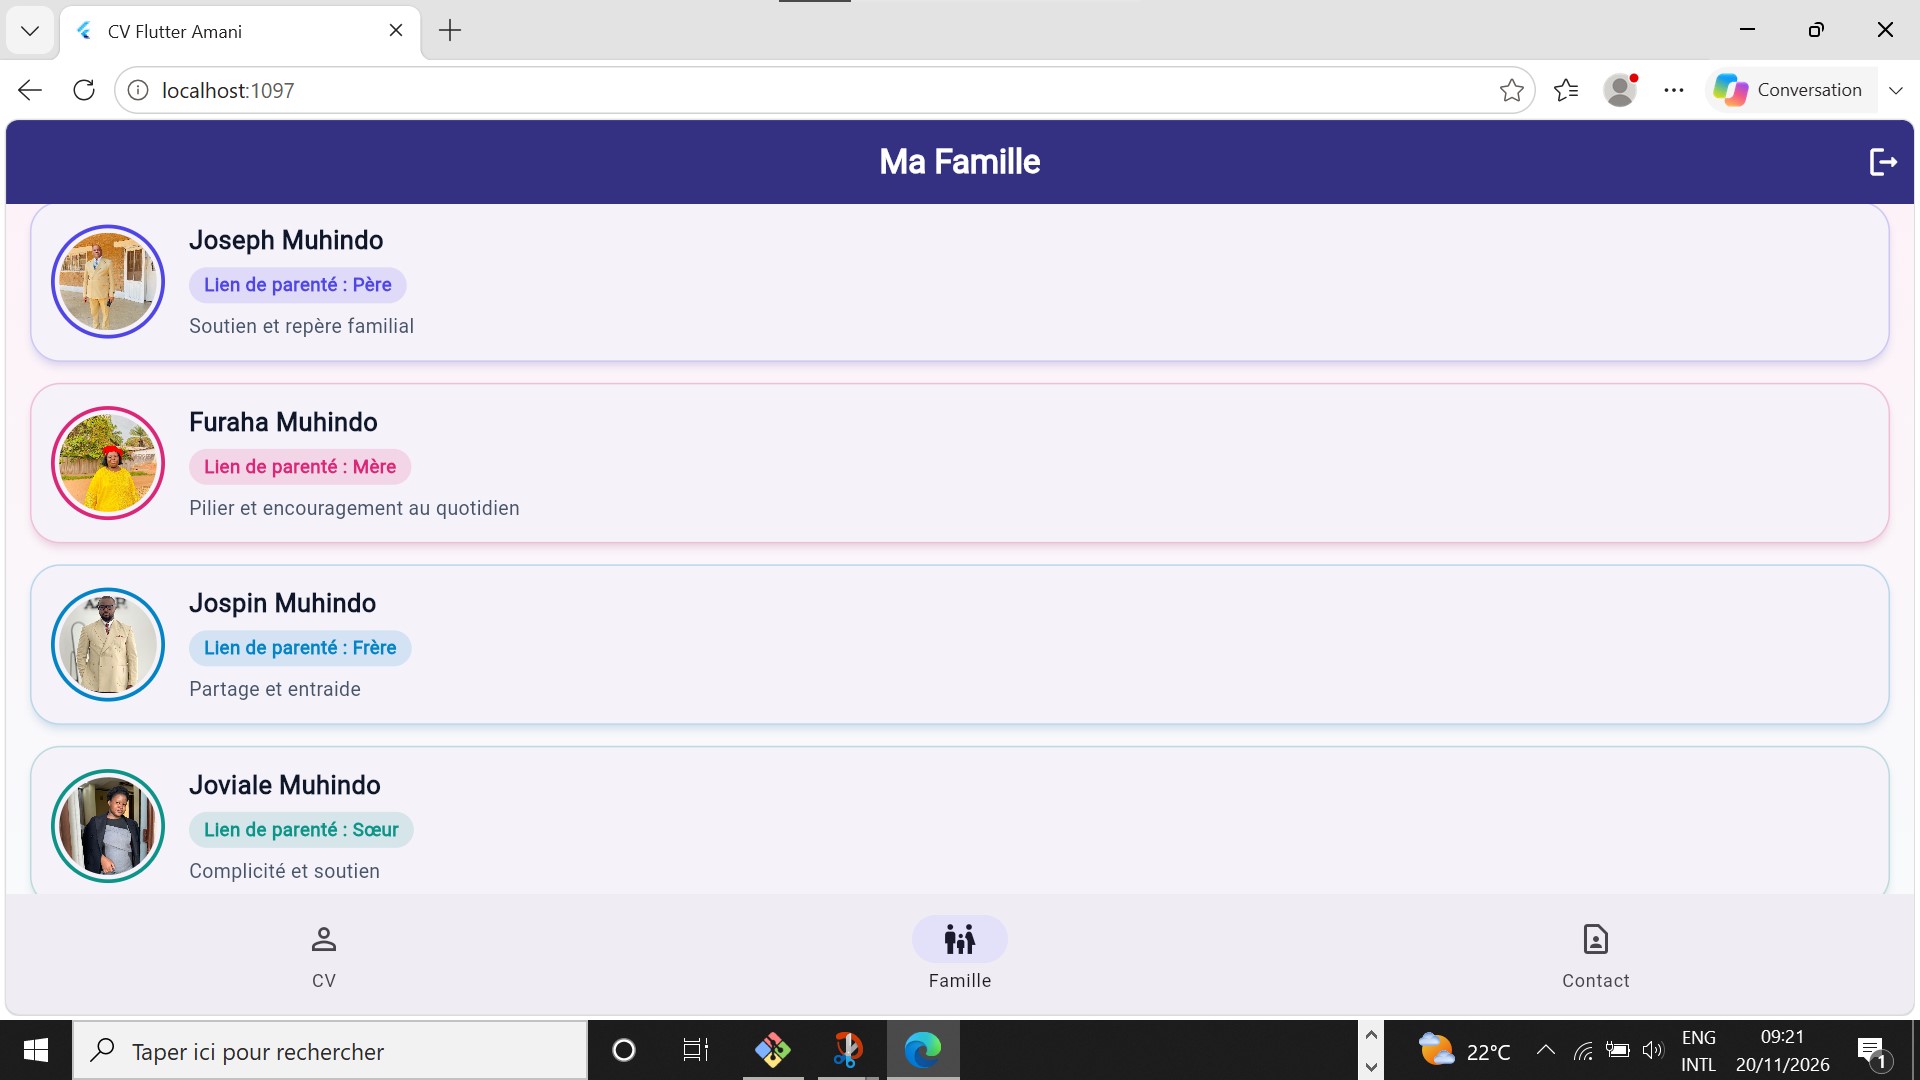 CV Flutter Amani
localhost:1097
Conversation
Ma Famille
Joseph Muhindo
Lien de parenté : Père
Soutien et repère familial
Furaha Muhindo
Lien de parenté : Mère
Pilier et encouragement au quotidien
Jospin Muhindo
Lien de parenté : Frère
Partage et entraide
Joviale Muhindo
Lien de parenté : Sœur
Complicité et soutien
CV
Famille
Contact
Taper ici pour rechercher
22°C
ENG
INTL
09:21
20/11/2026
1